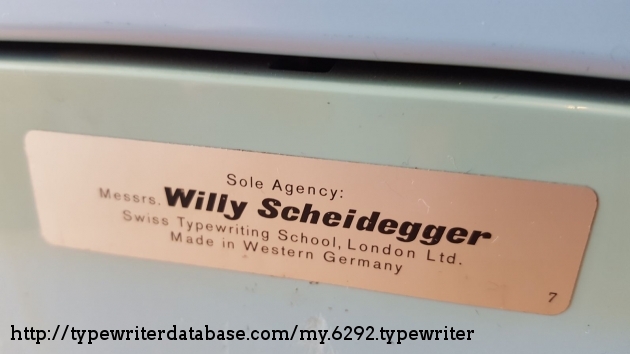 Sole Agency:
Messrs. Willy Scheidegger
Swiss Typewriting School, London Ltd.
Made in Western Germany
7
http://typewriterdatabase.com/my.6292.typewriter